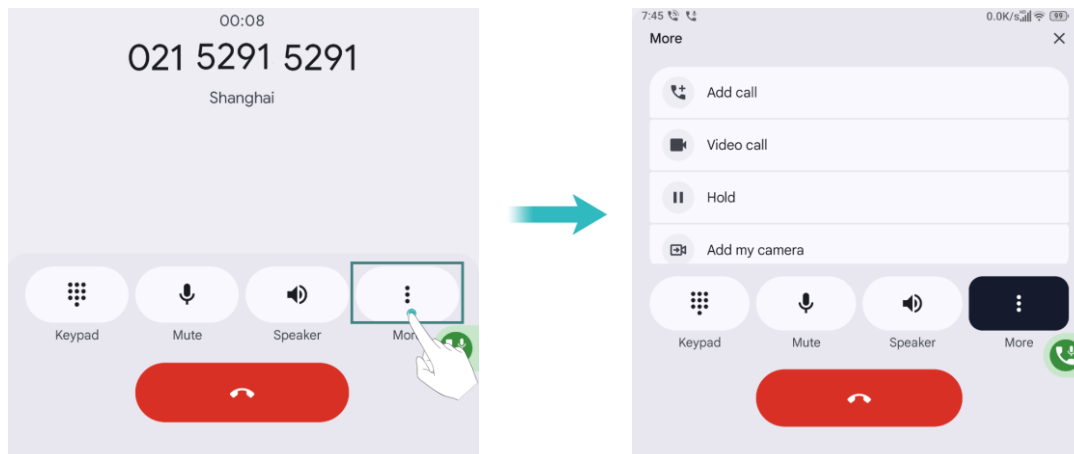 00:08
021 5291 5291
Shanghai
Keypad Mute Speaker More
7:45 0.0K/s 99
More
Add call
Video call
Hold
Add my camera
Keypad Mute Speaker More